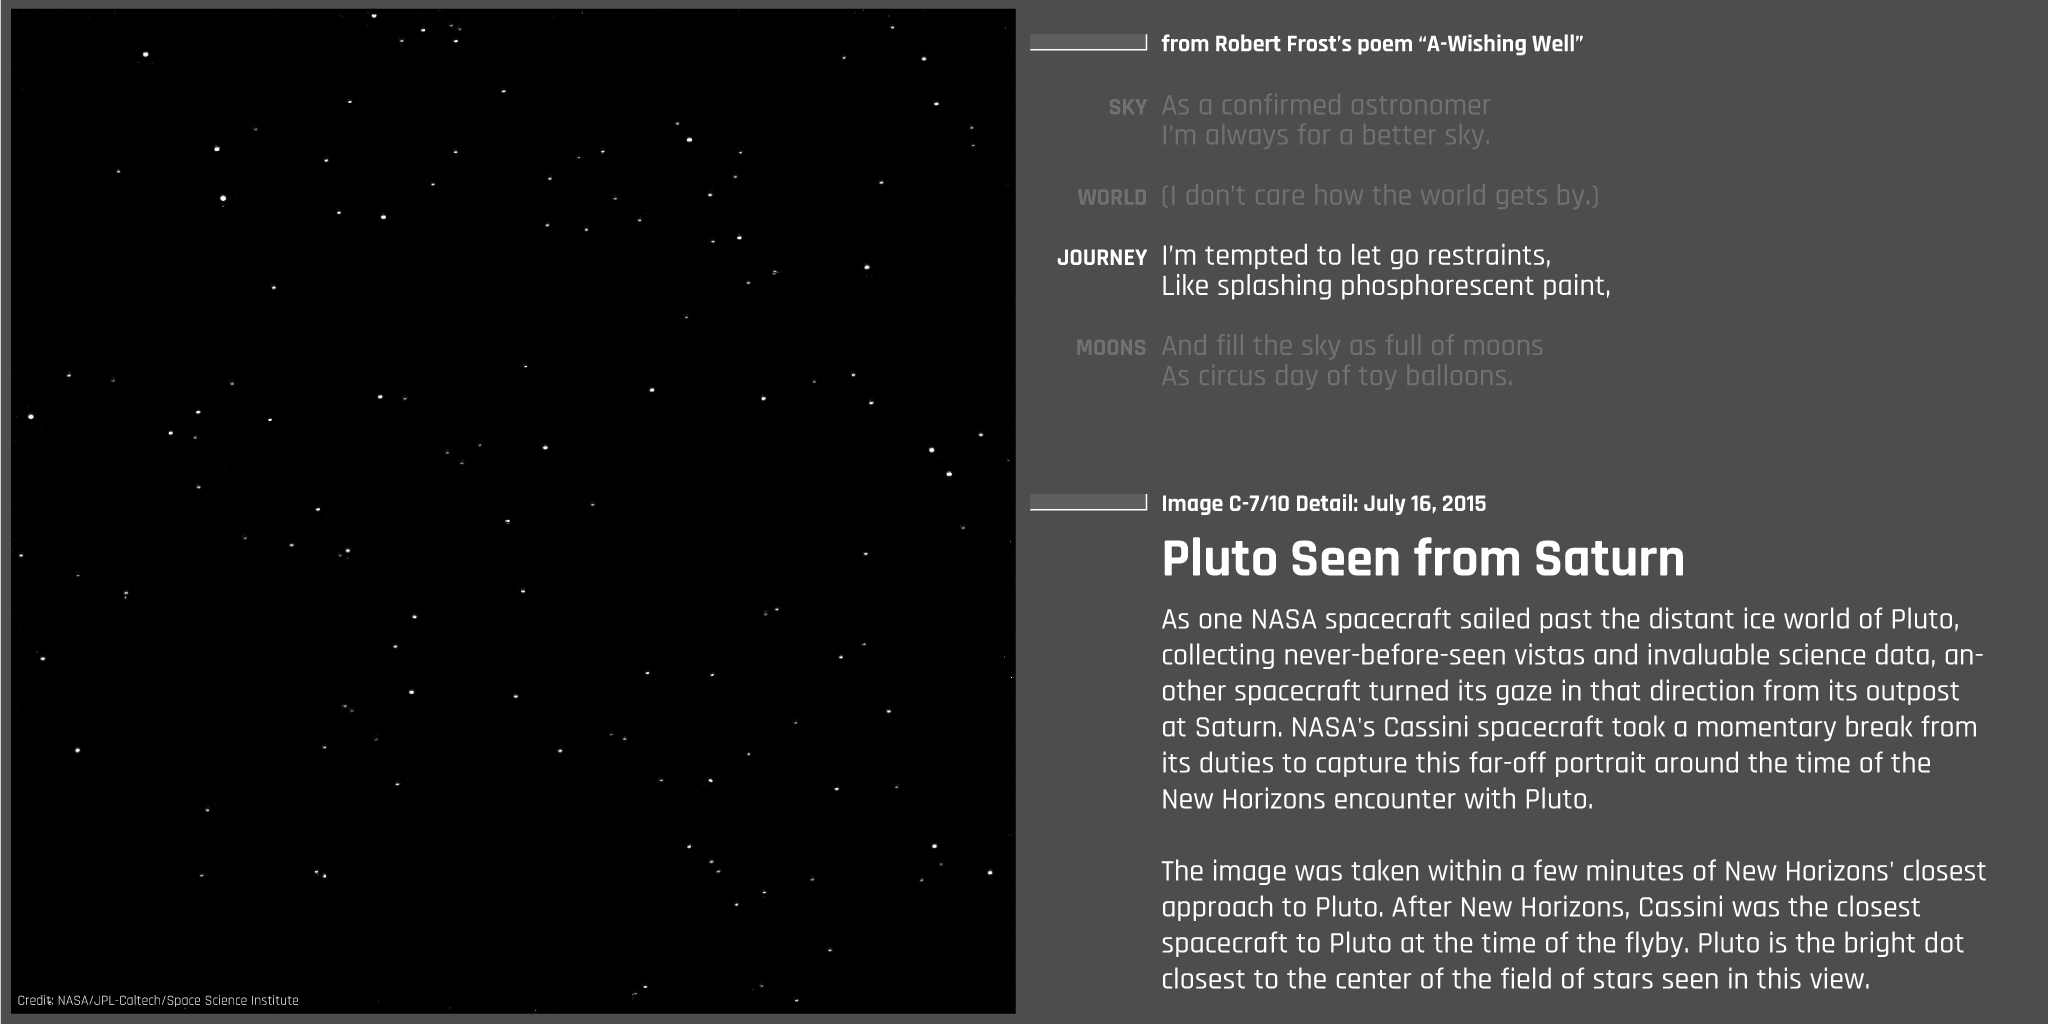 from Robert Frost’s poem “A-Wishing Well”
SKY As a confirmed astronomer
I’m always for a better sky.
WORLD (I don’t care how the world gets by.)
JOURNEY I’m tempted to let go restraints,
Like splashing phosphorescent paint,
MOONS And fill the sky as full of moons
As circus day of toy balloons.
Image C-7/10 Detail: July 16, 2015
Pluto Seen from Saturn
As one NASA spacecraft sailed past the distant ice world of Pluto,
collecting never-before-seen vistas and invaluable science data, an-
other spacecraft turned its gaze in that direction from its outpost
at Saturn. NASA's Cassini spacecraft took a momentary break from
its duties to capture this far-off portrait around the time of the
New Horizons encounter with Pluto.
The image was taken within a few minutes of New Horizons' closest
approach to Pluto. After New Horizons, Cassini was the closest
spacecraft to Pluto at the time of the flyby. Pluto is the bright dot
closest to the center of the field of stars seen in this view.
Credit: NASA/JPL-Caltech/Space Science Institute